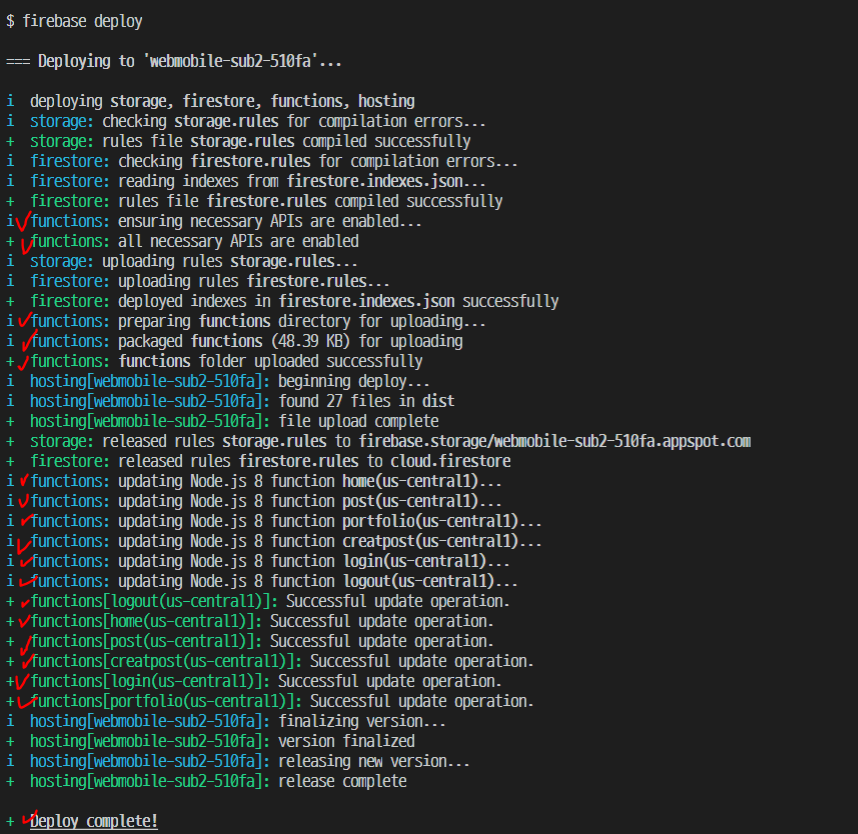 $ firebase deploy
=== Deploying to 'webmobile-sub2-510fa'...
i deploying storage, firestore, functions, hosting
i storage: checking storage.rules for compilation errors...
+ storage: rules file storage.rules compiled successfully
i firestore: checking firestore.rules for compilation errors...
i firestore: reading indexes from firestore.indexes.json...
+ firestore: rules file firestore.rules compiled successfully
i functions: ensuring necessary APIs are enabled...
+ functions: all necessary APIs are enabled
i storage: uploading rules storage.rules...
i firestore: uploading rules firestore.rules...
+ firestore: deployed indexes in firestore.indexes.json successfully
i functions: preparing functions directory for uploading...
i functions: packaged functions (48.39 KB) for uploading
+ functions: functions folder uploaded successfully
i hosting[webmobile-sub2-510fa]: beginning deploy...
i hosting[webmobile-sub2-510fa]: found 27 files in dist
+ hosting[webmobile-sub2-510fa]: file upload complete
+ storage: released rules storage.rules to firebase.storage/webmobile-sub2-510fa.appspot.com
+ firestore: released rules firestore.rules to cloud.firestore
i functions: updating Node.js 8 function home(us-central1)...
i functions: updating Node.js 8 function post(us-central1)...
i functions: updating Node.js 8 function portfolio(us-central1)...
i functions: updating Node.js 8 function creatpost(us-central1)...
i functions: updating Node.js 8 function login(us-central1)...
i functions: updating Node.js 8 function logout(us-central1)...
+ functions[logout(us-central1)]: Successful update operation.
+ functions[home(us-central1)]: Successful update operation.
+ functions[post(us-central1)]: Successful update operation.
+ functions[creatpost(us-central1)]: Successful update operation.
+ functions[login(us-central1)]: Successful update operation.
+ functions[portfolio(us-central1)]: Successful update operation.
i hosting[webmobile-sub2-510fa]: finalizing version...
+ hosting[webmobile-sub2-510fa]: version finalized
i hosting[webmobile-sub2-510fa]: releasing new version...
+ hosting[webmobile-sub2-510fa]: release complete
+ Deploy complete!